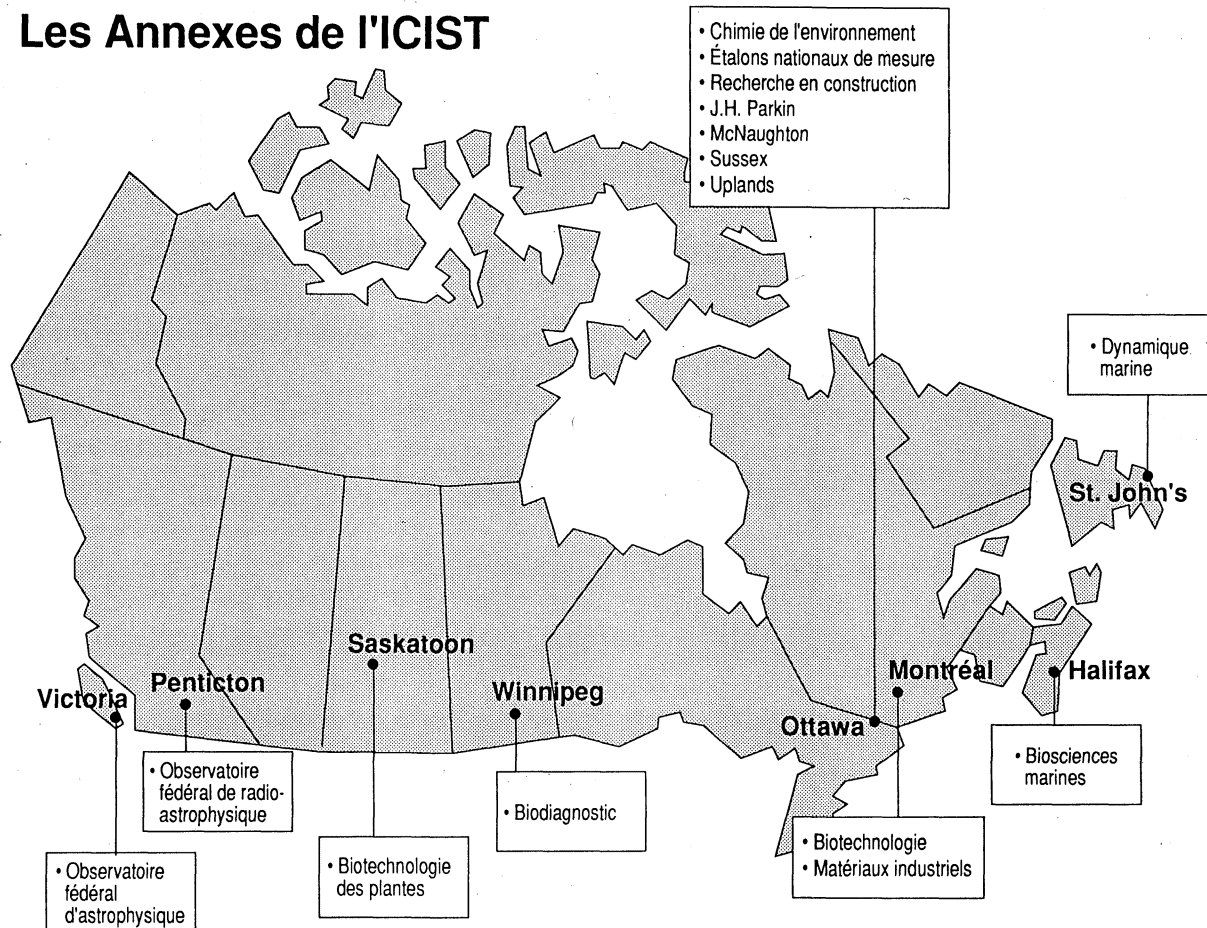 Les Annexes de l'ICIST
• Chimie de l'environnement
• Étalons nationaux de mesure
• Recherche en construction
• J.H. Parkin
• McNaughton
• Sussex
• Uplands
• Dynamique
marine
St. John's
Saskatoon
Montréal
Halifax
Victoria
Penticton
Winnipeg
Ottawa
• Observatoire
fédéral de radio-
astrophysique
• Biosciences
marines
• Biodiagnostic
• Biotechnologie
• Matériaux industriels
• Biotechnologie
des plantes
• Observatoire
fédéral
d'astrophysique